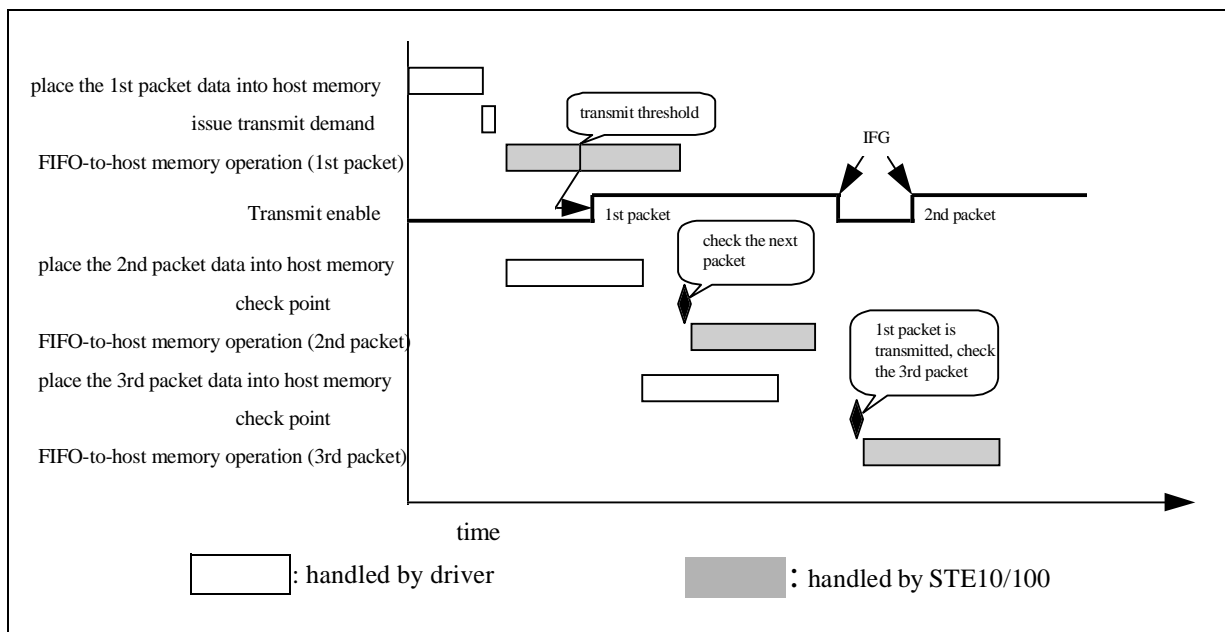 place the 1st packet data into host memory
issue transmit demand
transmit threshold
FIFO-to-host memory operation (1st packet)
IFG
Transmit enable
1st packet
2nd packet
check the next
packet
place the 2nd packet data into host memory
check point
FIFO-to-host memory operation (2nd packet)
1st packet is
transmitted, check
the 3rd packet
place the 3rd packet data into host memory
check point
FIFO-to-host memory operation (3rd packet)
time
: handled by driver
: handled by STE10/100